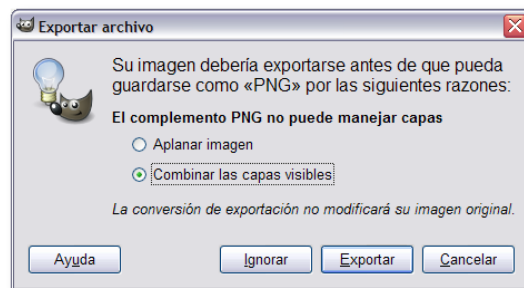 Exportar archivo
Su imagen debería exportarse antes de que pueda
guardarse como «PNG» por las siguientes razones:
El complemento PNG no puede manejar capas
Aplanar imagen
Combinar las capas visibles
La conversión de exportación no modificará su imagen original.
Ayuda Ignorar Exportar Cancelar